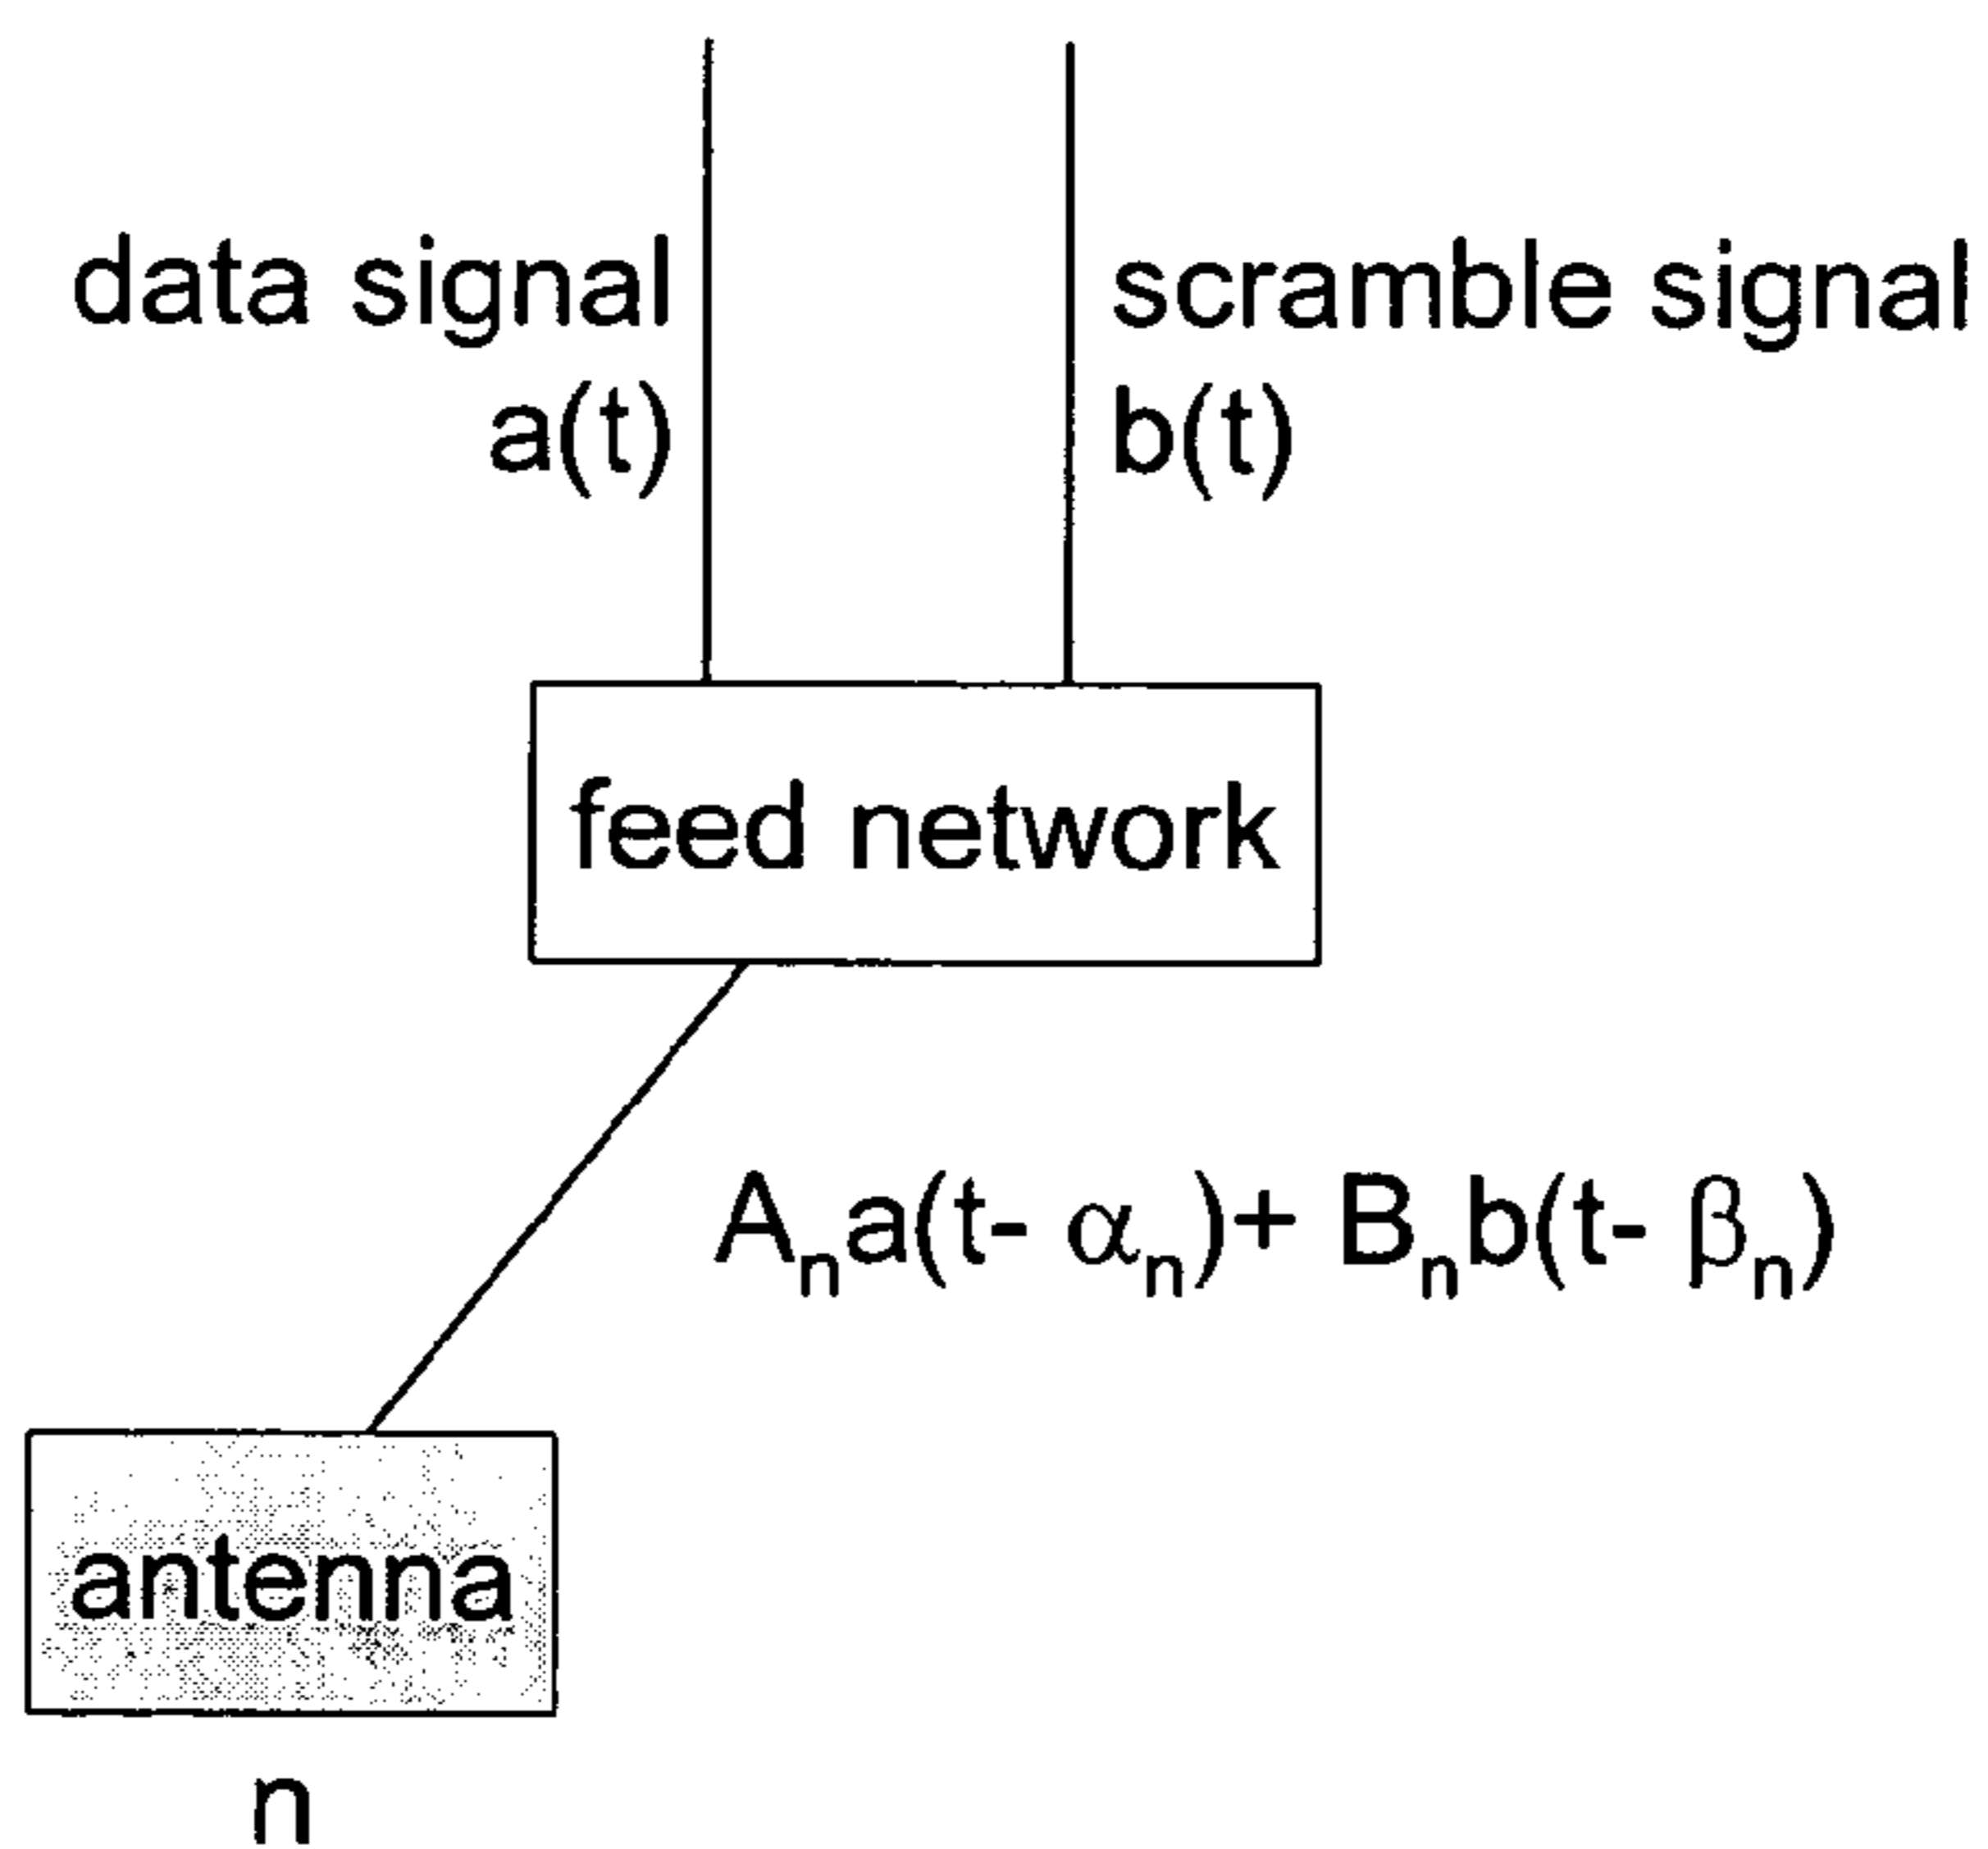 data signal
a(t)
scramble signal
b(t)
feed network
Aₙa(t- αₙ)+ Bₙb(t- βₙ)
antenna
n